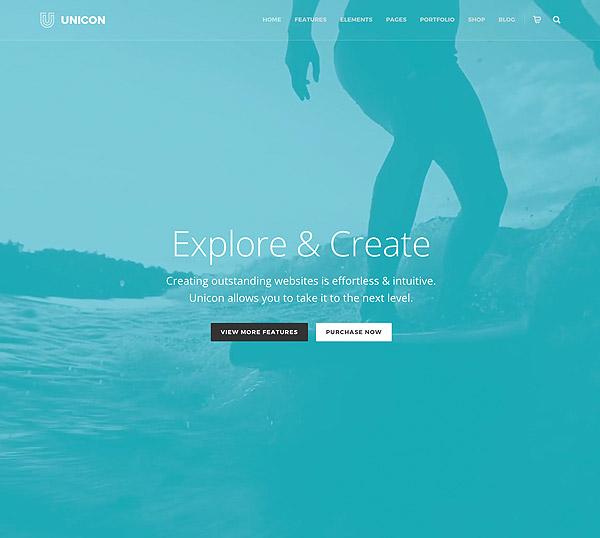 UNICON
HOME FEATURES ELEMENTS PAGES PORTFOLIO SHOP BLOG
Explore & Create
Creating outstanding websites is effortless & intuitive.
Unicon allows you to take it to the next level.
VIEW MORE FEATURES PURCHASE NOW